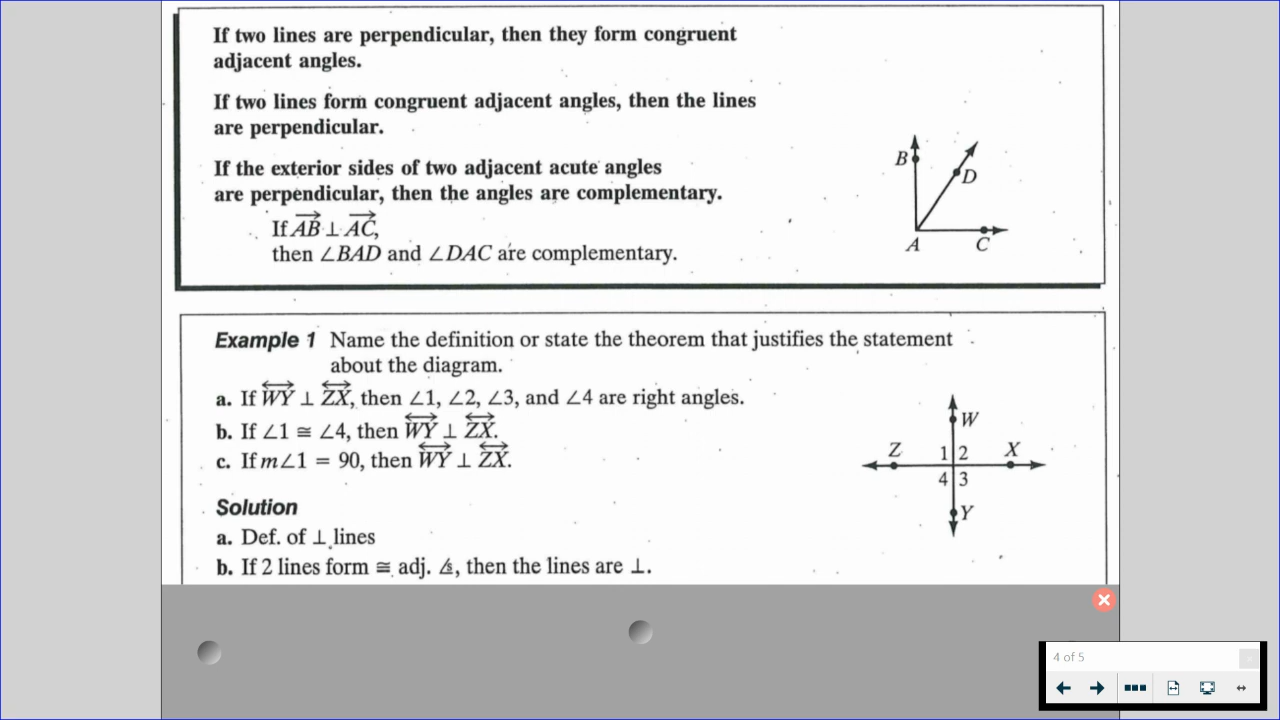 If two lines are perpendicular, then they form congruent
adjacent angles.
If two lines form congruent adjacent angles, then the lines
are perpendicular.
If the exterior sides of two adjacent acute angles
are perpendicular, then the angles are complementary.
If AB ⊥ AC,
then ∠BAD and ∠DAC are complementary.
B
D
A
C
Example 1 Name the definition or state the theorem that justifies the statement
about the diagram.
a. If WY ⊥ ZX, then ∠1, ∠2, ∠3, and ∠4 are right angles.
b. If ∠1 ≅ ∠4, then WY ⊥ ZX.
c. If m∠1 = 90, then WY ⊥ ZX.
W
Z 1 2 X
4 3
Y
Solution
a. Def. of ⊥ lines
b. If 2 lines form ≅ adj. ∠s, then the lines are ⊥.
4 of 5